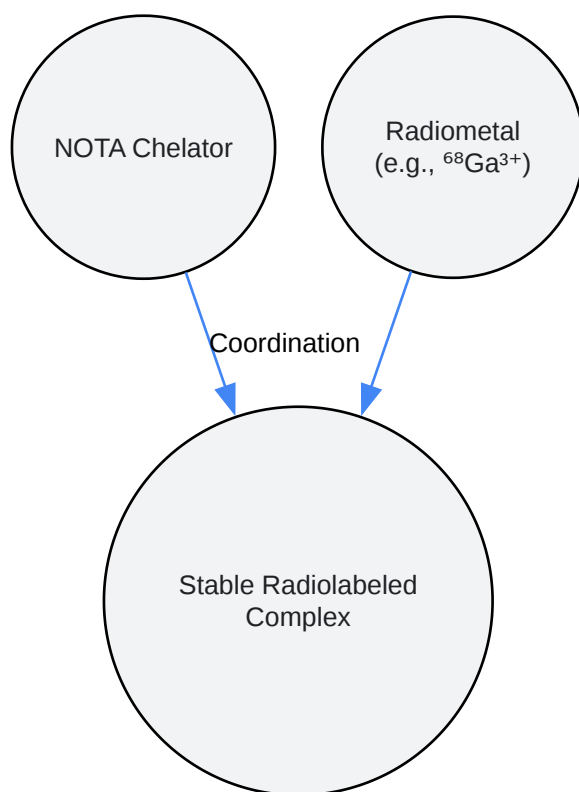 NOTA Chelator
Radiometal
(e.g., ⁶⁸Ga³⁺)
Coordination
Stable Radiolabeled
Complex